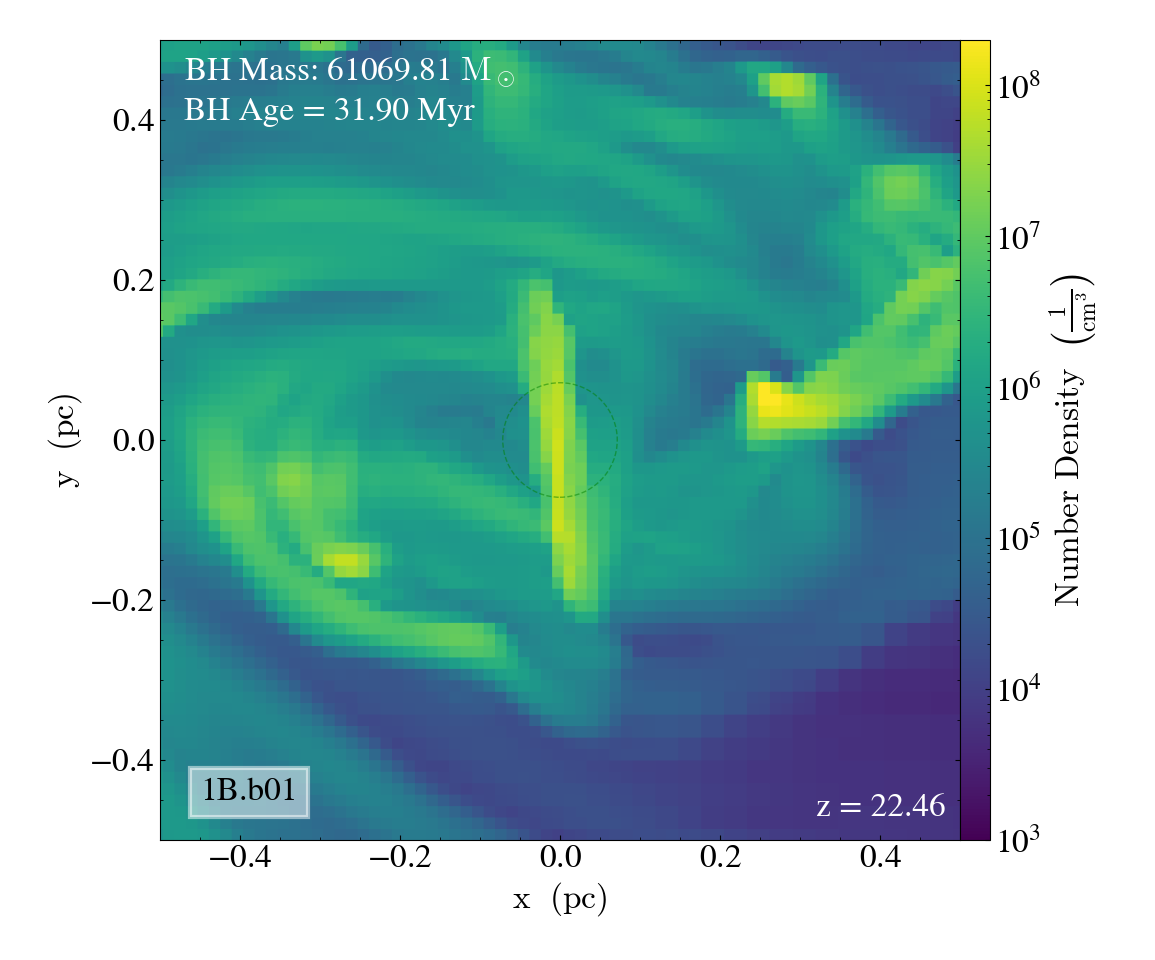 BH Mass: 61069.81 M⊙
BH Age = 31.90 Myr
1B.b01
z = 22.46
0.4
0.2
0.0
−0.2
−0.4
y (pc)
−0.4 −0.2 0.0 0.2 0.4
x (pc)
10⁸
10⁷
10⁶
10⁵
10⁴
10³
Number Density (1/cm³)